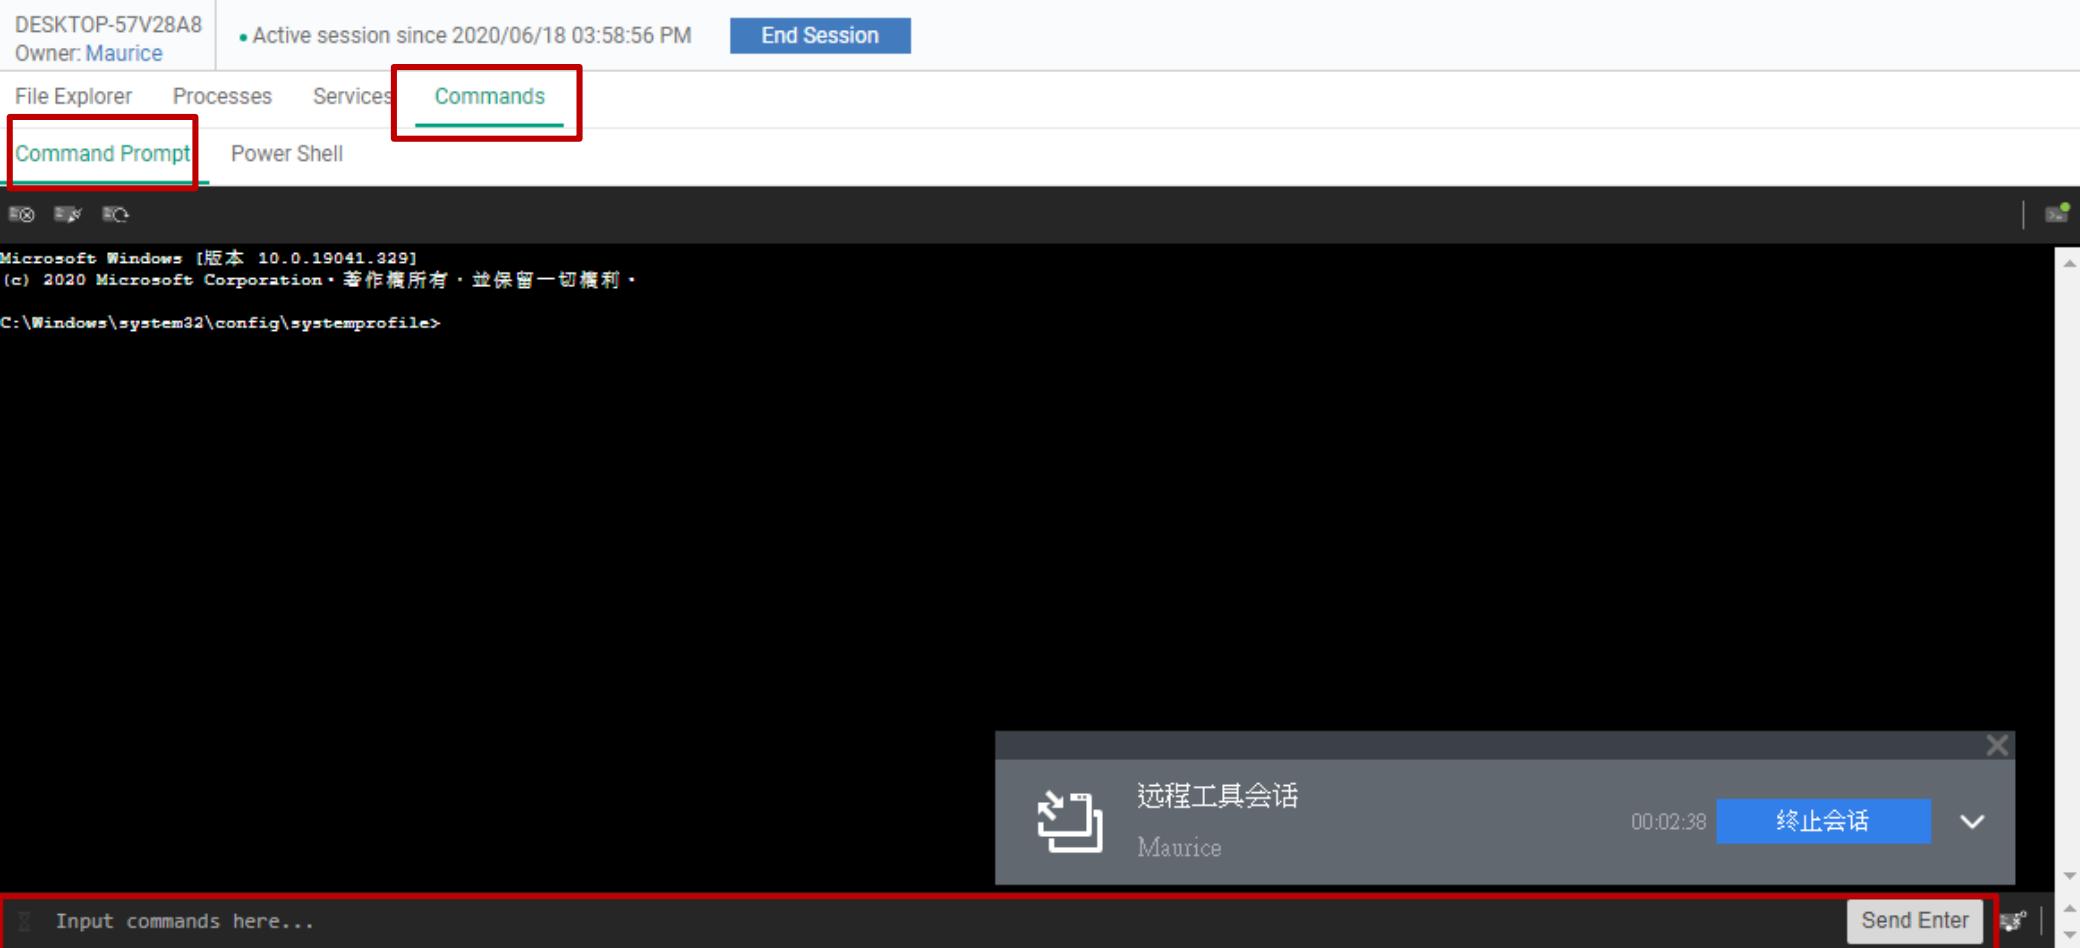 DESKTOP-57V28A8
Owner: Maurice
Active session since 2020/06/18 03:58:56 PM
End Session
File Explorer Processes Services Commands
Command Prompt Power Shell
Microsoft Windows [版本 10.0.19041.329]
(c) 2020 Microsoft Corporation·著作權所有·並保留一切權利·
C:\Windows\system32\config\systemprofile>
远程工具会话
Maurice
00:02:38
终止会话
Input commands here...
Send Enter